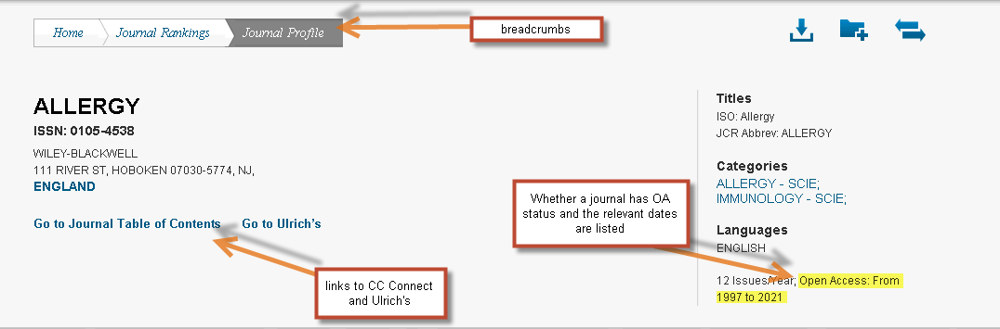 Home Journal Rankings Journal Profile
breadcrumbs
ALLERGY
ISSN: 0105-4538
WILEY-BLACKWELL
111 RIVER ST, HOBOKEN 07030-5774, NJ,
ENGLAND
Go to Journal Table of Contents Go to Ulrich's
links to CC Connect
and Ulrich's
Titles
ISO: Allergy
JCR Abbrev: ALLERGY
Categories
ALLERGY - SCIE;
IMMUNOLOGY - SCIE;
Whether a journal has OA
status and the relevant dates
are listed
Languages
ENGLISH
12 Issues/Year; Open Access: From
1997 to 2021